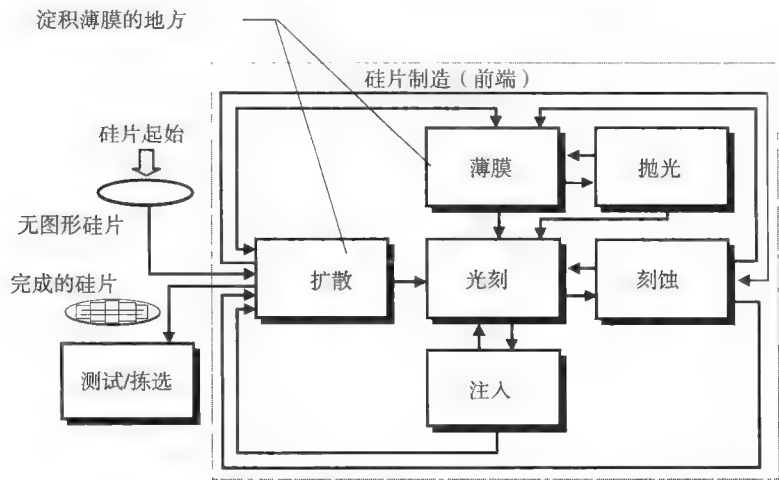 淀积薄膜的地方
硅片制造（前端）
硅片起始
薄膜
抛光
无图形硅片
扩散
光刻
刻蚀
完成的硅片
测试/拣选
注入